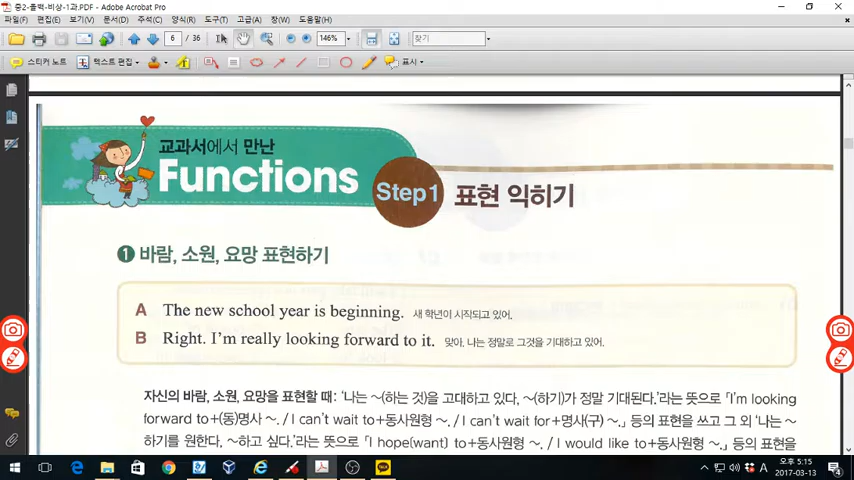 중2-졸백-비상-1과.PDF - Adobe Acrobat Pro
파일(F) 편집(E) 보기(V) 문서(D) 주석(C) 양식(R) 도구(T) 고급(A) 창(W) 도움말(H)
6 / 36 146% 찾기
스티커 노트 텍스트 편집 표시
교과서에서 만난
Functions
Step1 표현 익히기
1 바람, 소원, 요망 표현하기
A The new school year is beginning. 새 학년이 시작되고 있어.
B Right. I'm really looking forward to it. 맞아, 나는 정말로 그것을 기대하고 있어.
자신의 바람, 소원, 요망을 표현할 때: '나는 ~(하는 것)을 고대하고 있다, ~(하기)가 정말 기대된다.'라는 뜻으로 「I'm looking
forward to+(동)명사 ~. / I can't wait to+동사원형 ~. / I can't wait for+명사(구) ~.」 등의 표현을 쓰고 그 외 '나는 ~
하기를 원한다, ~하고 싶다.'라는 뜻으로 「I hope(want) to+동사원형 ~. / I would like to+동사원형 ~.」 등의 표현을
A 오후 5:15
2017-03-13
4